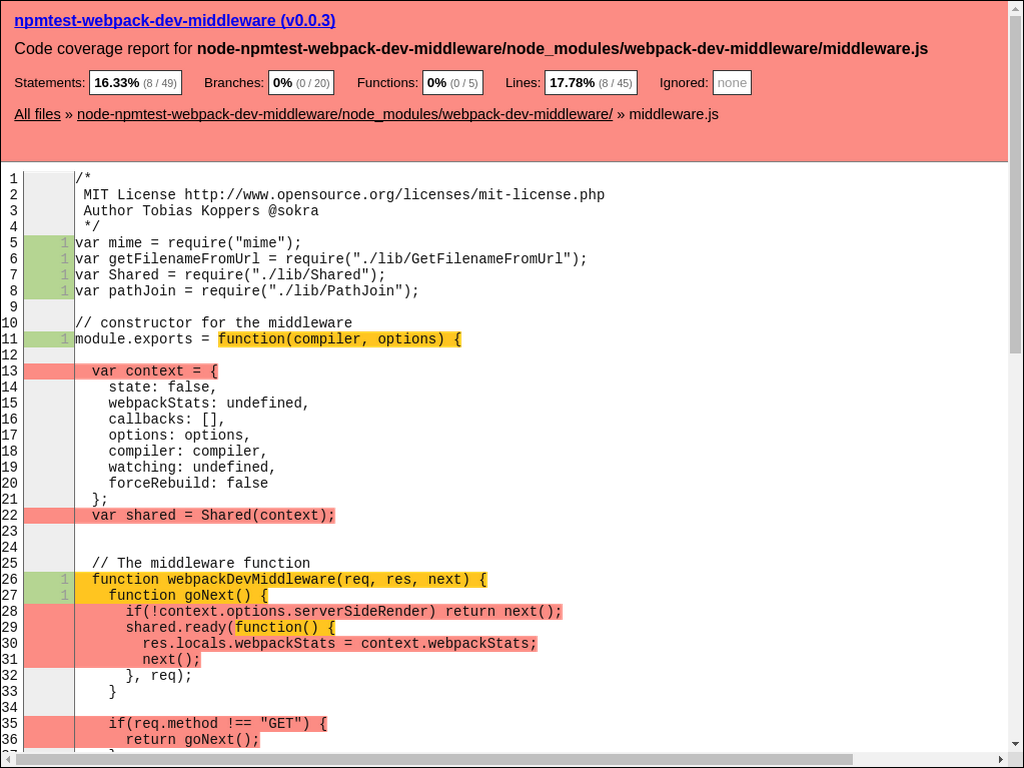 npmtest-webpack-dev-middleware (v0.0.3)
Code coverage report for node-npmtest-webpack-dev-middleware/node_modules/webpack-dev-middleware/middleware.js
Statements: 16.33% (8 / 49) Branches: 0% (0 / 20) Functions: 0% (0 / 5) Lines: 17.78% (8 / 45) Ignored: none
All files » node-npmtest-webpack-dev-middleware/node_modules/webpack-dev-middleware/ » middleware.js
1 /*
2  MIT License http://www.opensource.org/licenses/mit-license.php
3  Author Tobias Koppers @sokra
4  */
5 1 var mime = require("mime");
6 1 var getFilenameFromUrl = require("./lib/GetFilenameFromUrl");
7 1 var Shared = require("./lib/Shared");
8 1 var pathJoin = require("./lib/PathJoin");
9
10 // constructor for the middleware
11 1 module.exports = function(compiler, options) {
12
13   var context = {
14     state: false,
15     webpackStats: undefined,
16     callbacks: [],
17     options: options,
18     compiler: compiler,
19     watching: undefined,
20     forceRebuild: false
21   };
22   var shared = Shared(context);
23
24
25   // The middleware function
26 1   function webpackDevMiddleware(req, res, next) {
27 1     function goNext() {
28       if(!context.options.serverSideRender) return next();
29       shared.ready(function() {
30         res.locals.webpackStats = context.webpackStats;
31         next();
32       }, req);
33     }
34
35     if(req.method !== "GET") {
36       return goNext();